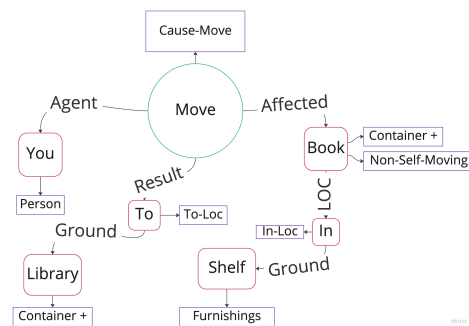 Cause-Move
Move
Agent
Affected
You
Book
Container +
Non-Self-Moving
Person
Result
To
To-Loc
LOC
In-Loc
In
Ground
Library
Container +
Shelf
Ground
Furnishings
miro